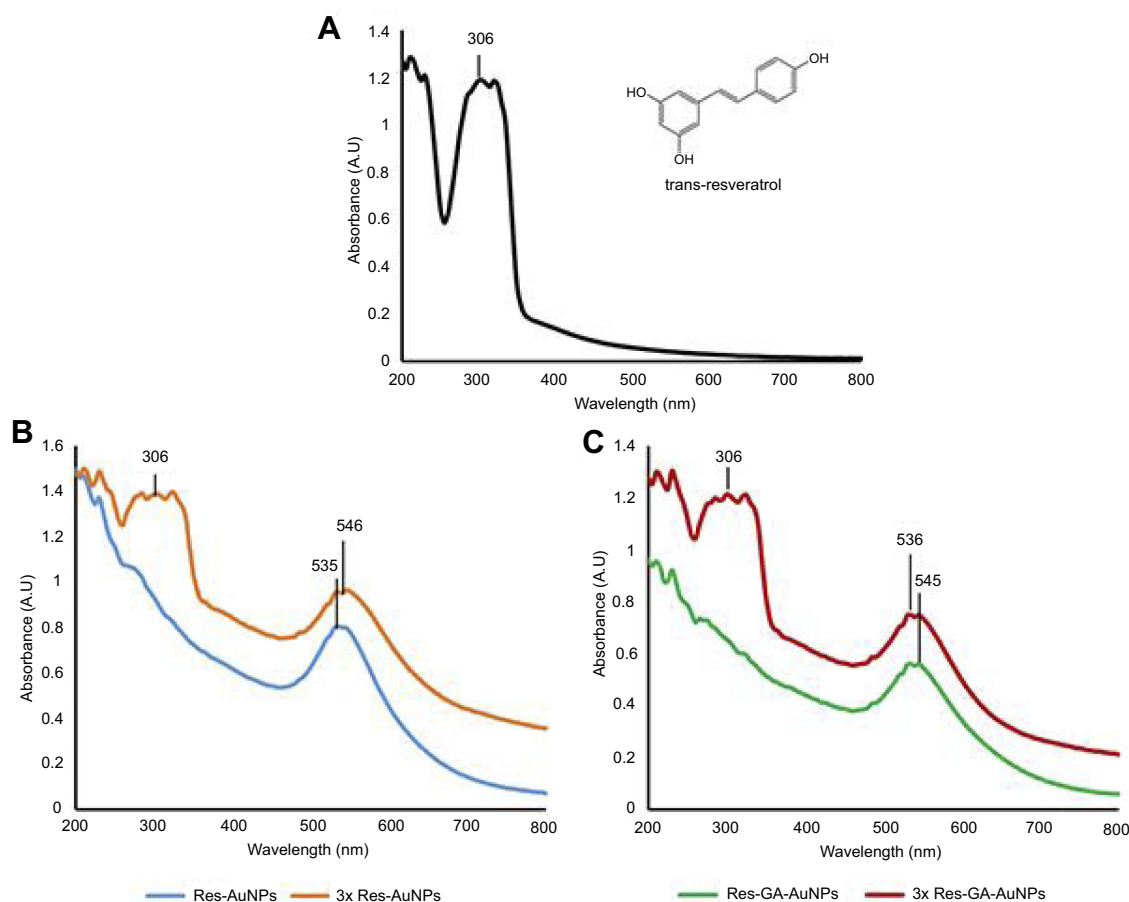 A
306
1.4
1.2
1
0.8
0.6
0.4
0.2
0
Absorbance (A.U)
200 300 400 500 600 700 800
Wavelength (nm)
HO
OH
OH
trans-resveratrol
B
306
546
535
1.6
1.4
1.2
1
0.8
0.6
0.4
0.2
0
Absorbance (A.U)
200 300 400 500 600 700 800
Wavelength (nm)
Res-AuNPs 3x Res-AuNPs
C
306
536
545
1.4
1.2
1
0.8
0.6
0.4
0.2
0
Absorbance (A.U)
200 300 400 500 600 700 800
Wavelength (nm)
Res-GA-AuNPs 3x Res-GA-AuNPs